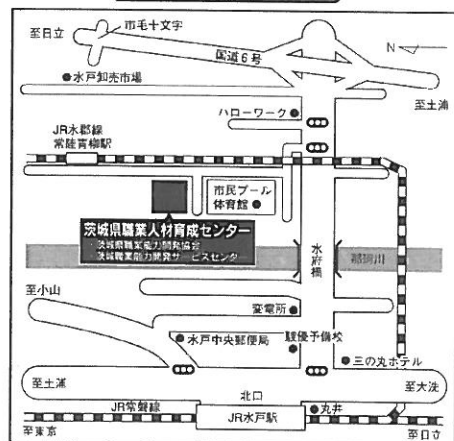 市毛十文字
至日立
国道6号
N
水戸卸売市場
至土浦
ハローワーク
JR水郡線
常陸青柳駅
市民プール
体育館
茨城県職業人材育成センター
・茨城県職業能力開発協会
・茨城職業能力開発サービスセンタ
水府橋
那珂川
至小山
変電所
水戸中央郵便局
駿優予備校
三の丸ホテル
至土浦
北口
至大洗
JR常磐線
JR水戸駅
丸井
至東京
至日立